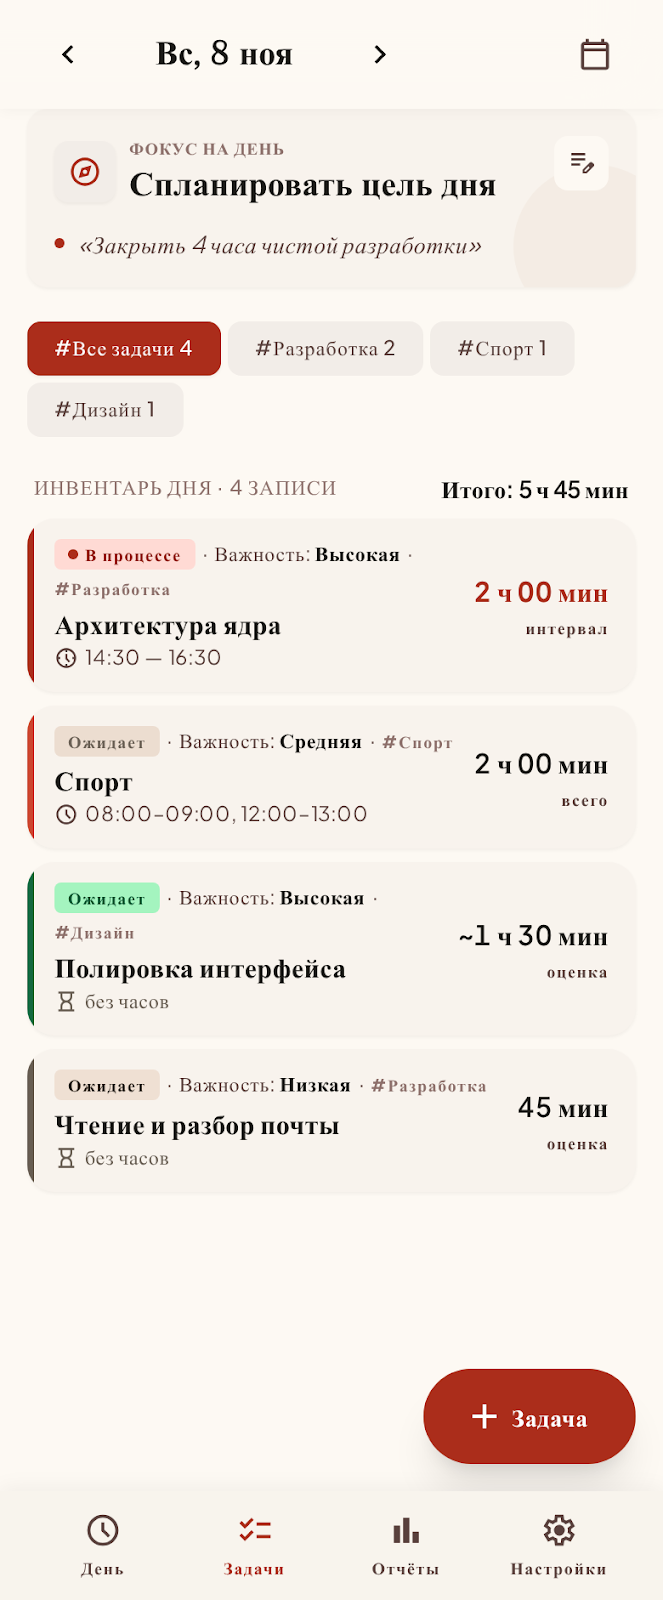 Вс, 8 ноя
ФОКУС НА ДЕНЬ
Спланировать цель дня
«Закрыть 4 часа чистой разработки»
#Все задачи 4
#Разработка 2
#Спорт 1
#Дизайн 1
ИНВЕНТАРЬ ДНЯ · 4 ЗАПИСИ
Итого: 5 ч 45 мин
В процессе · Важность: Высокая ·
#Разработка
Архитектура ядра
14:30 — 16:30
2 ч 00 мин
интервал
Ожидает · Важность: Средняя · #Спорт
Спорт
08:00–09:00, 12:00–13:00
2 ч 00 мин
всего
Ожидает · Важность: Высокая ·
#Дизайн
Полировка интерфейса
без часов
~1 ч 30 мин
оценка
Ожидает · Важность: Низкая · #Разработка
Чтение и разбор почты
без часов
45 мин
оценка
+ Задача
День
Задачи
Отчёты
Настройки